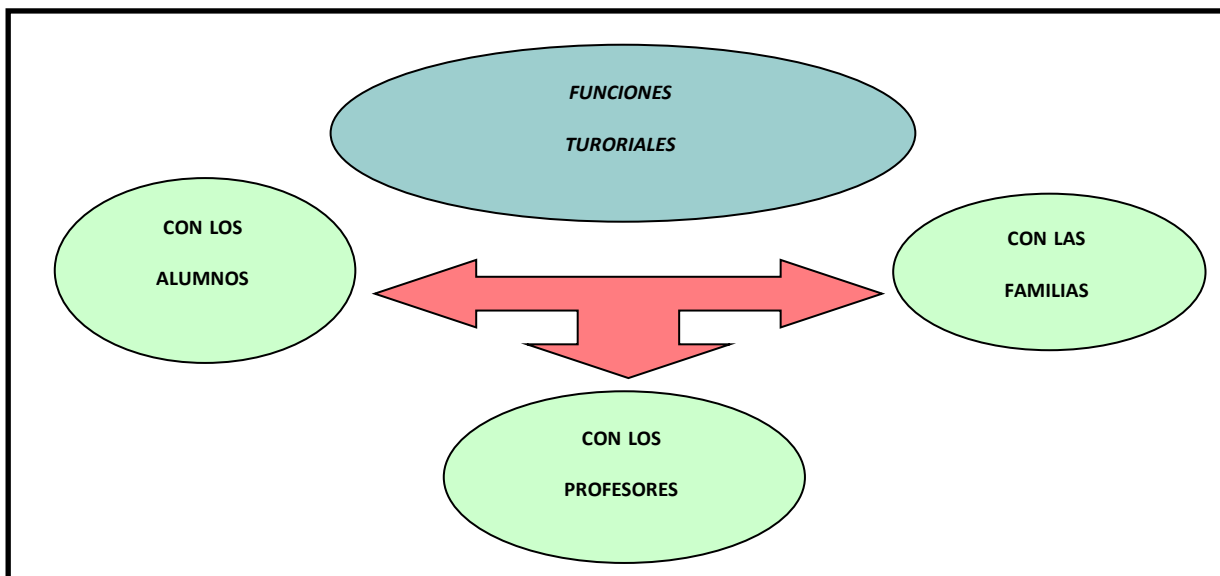 FUNCIONES
TURORIALES
CON LOS
ALUMNOS
CON LAS
FAMILIAS
CON LOS
PROFESORES